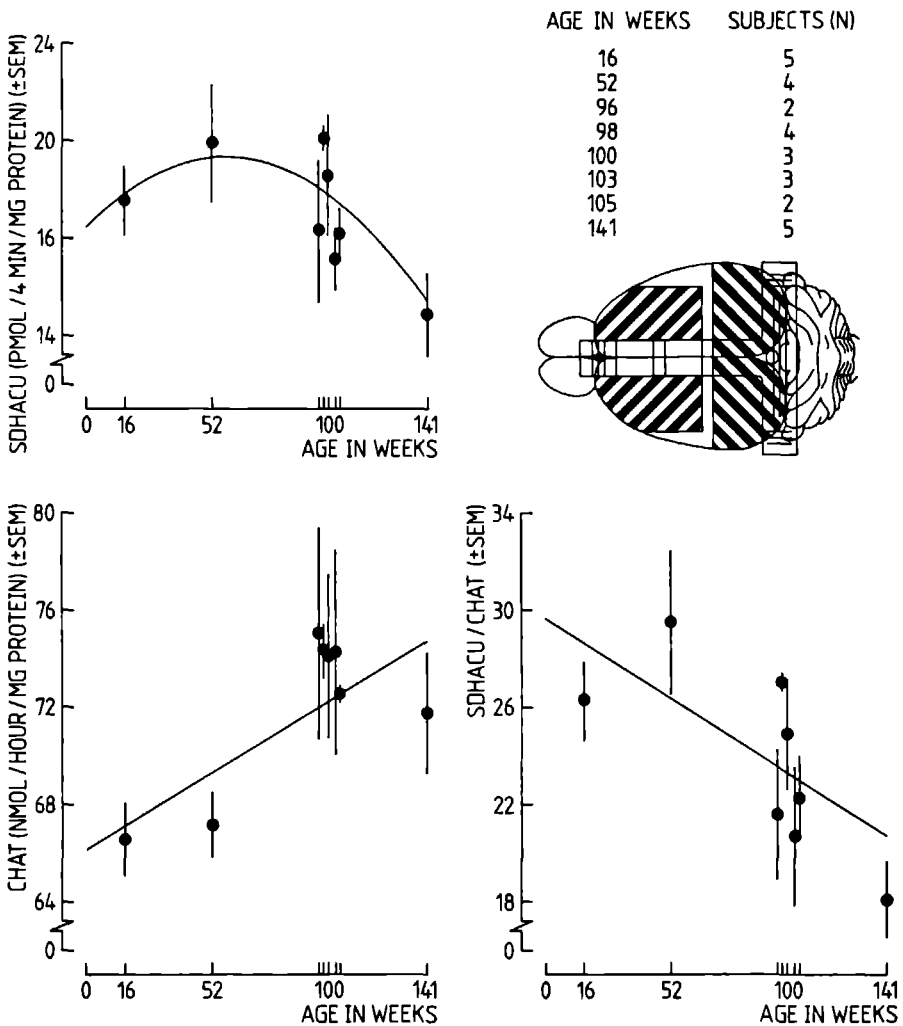 SDHACU (PMOL / 4 MIN / MG PROTEIN) (±SEM)
24
20
16
14
0
0 16 52 100 141
AGE IN WEEKS
AGE IN WEEKS SUBJECTS (N)
16 5
52 4
96 2
98 4
100 3
103 3
105 2
141 5
CHAT (NMOL / HOUR / MG PROTEIN) (±SEM)
80
76
72
68
64
0
0 16 52 100 141
AGE IN WEEKS
SDHACU / CHAT (±SEM)
34
30
26
22
18
0
0 16 52 100 141
AGE IN WEEKS